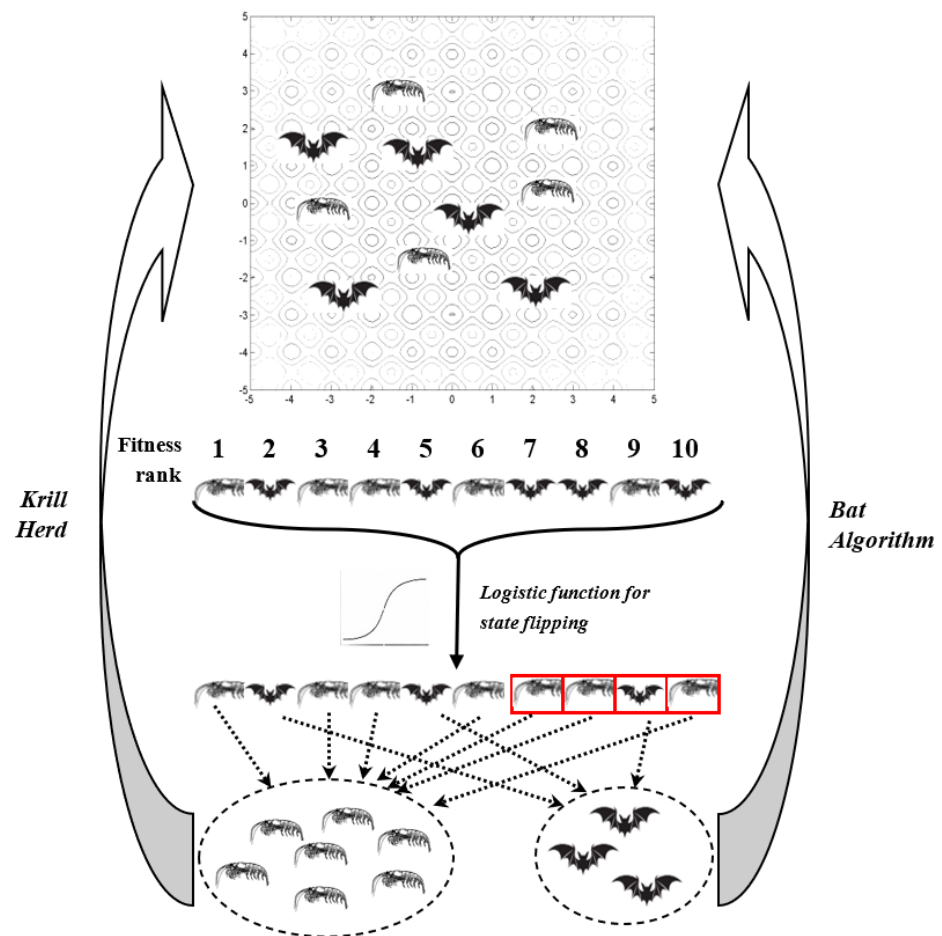 5
4
3
2
1
0
-1
-2
-3
-4
-5
-5 -4 -3 -2 -1 0 1 2 3 4 5
Fitness
rank
1 2 3 4 5 6 7 8 9 10
Krill
Herd
Bat
Algorithm
Logistic function for
state flipping